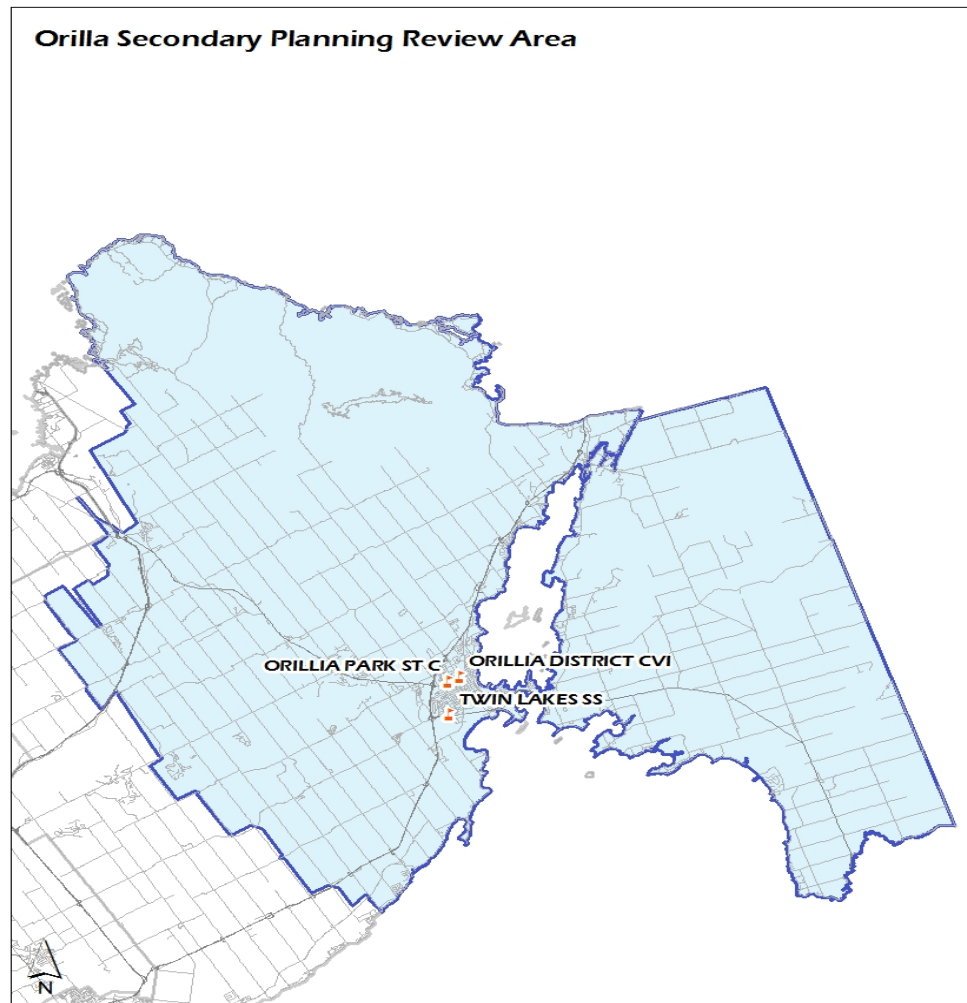 Orilla Secondary Planning Review Area
ORILLIA PARK ST C
ORILLIA DISTRICT CVI
TWIN LAKES SS
N